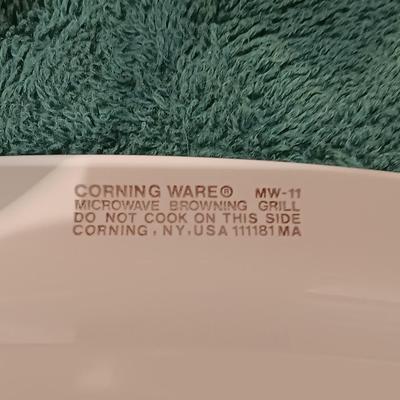 CORNING WARE® MW-11
MICROWAVE BROWNING GRILL
DO NOT COOK ON THIS SIDE
CORNING, NY, USA 111181 MA